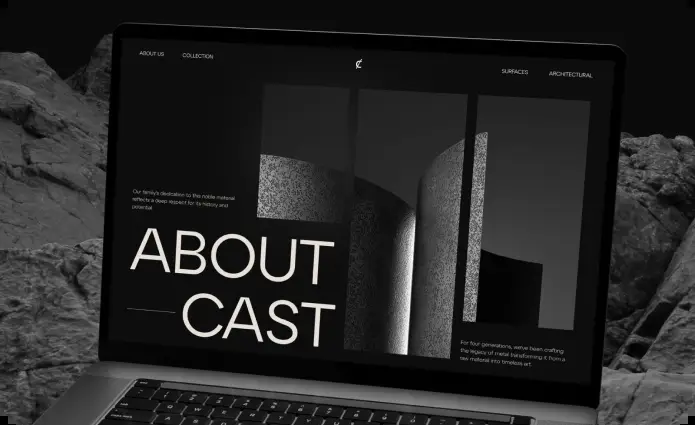 ABOUT US
COLLECTION
SURFACES
ARCHITECTURAL
Our family's dedication to this noble material
reflects a deep respect for its history and
potential.
ABOUT
CAST
For four generations, we've been crafting
the legacy of metal transforming it from a
raw material into timeless art.